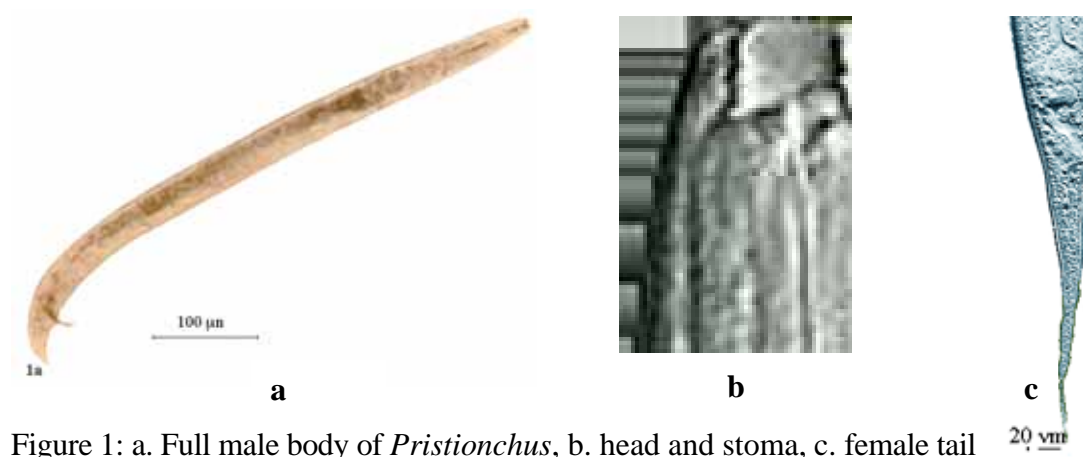 100 µn
1a
a
b
c
20 vm
Figure 1: a. Full male body of Pristionchus, b. head and stoma, c. female tail